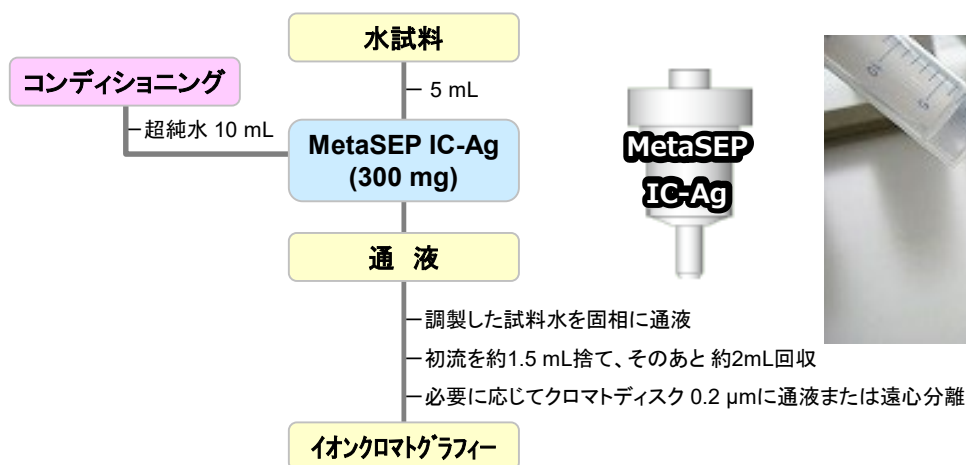 水試料
コンディショニング
5 mL
超純水 10 mL
MetaSEP IC-Ag
(300 mg)
MetaSEP
IC-Ag
通 液
調製した試料水を固相に通液
初流を約1.5 mL捨て、そのあと 約2mL回収
必要に応じてクロマトディスク 0.2 μmに通液または遠心分離
イオンクロマトグラフィー